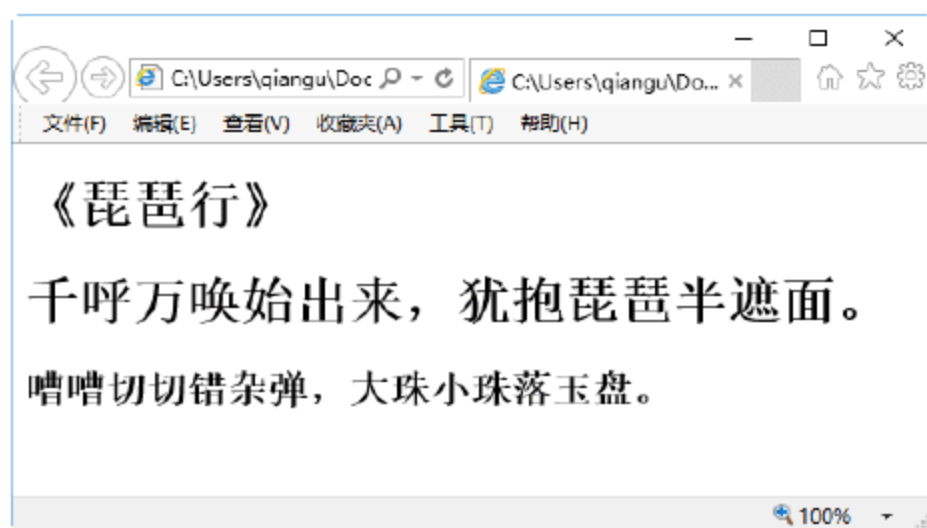 C:\Users\qiangu\Doc
C:\Users\qiangu\Do...
文件(F) 编辑(E) 查看(V) 收藏夹(A) 工具(T) 帮助(H)
《琵琶行》
千呼万唤始出来，犹抱琵琶半遮面。
嘈嘈切切错杂弹，大珠小珠落玉盘。
100%